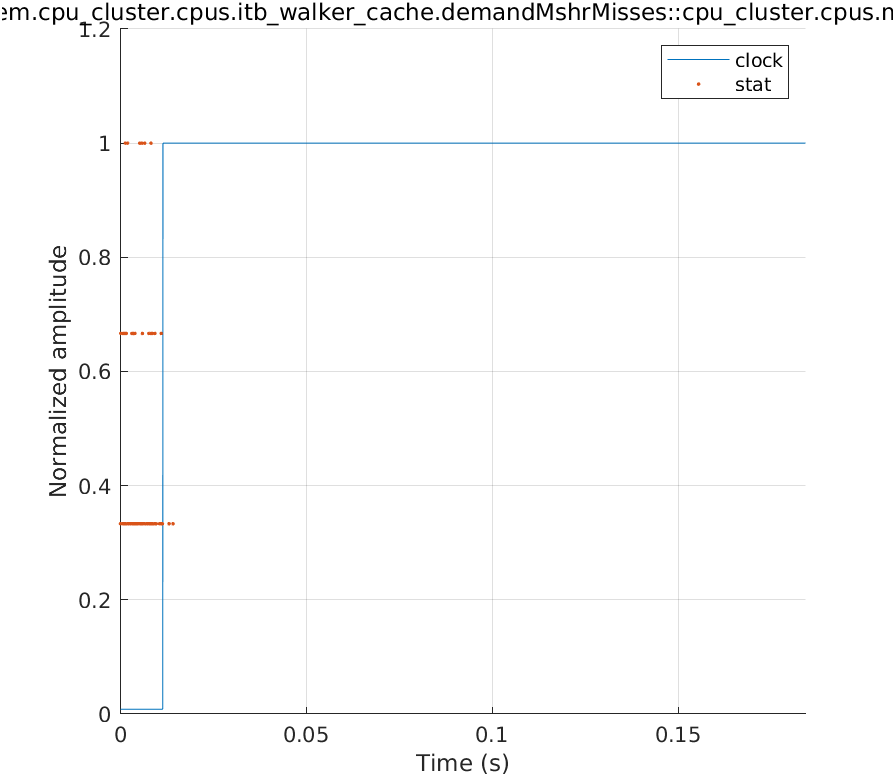 em.cpu_cluster.cpus.itb_walker_cache.demandMshrMisses::cpu_cluster.cpus.m
1.2
clock
stat
1
0.8
0.6
0.4
0.2
0
Normalized amplitude
0
0.05
0.1
0.15
Time (s)